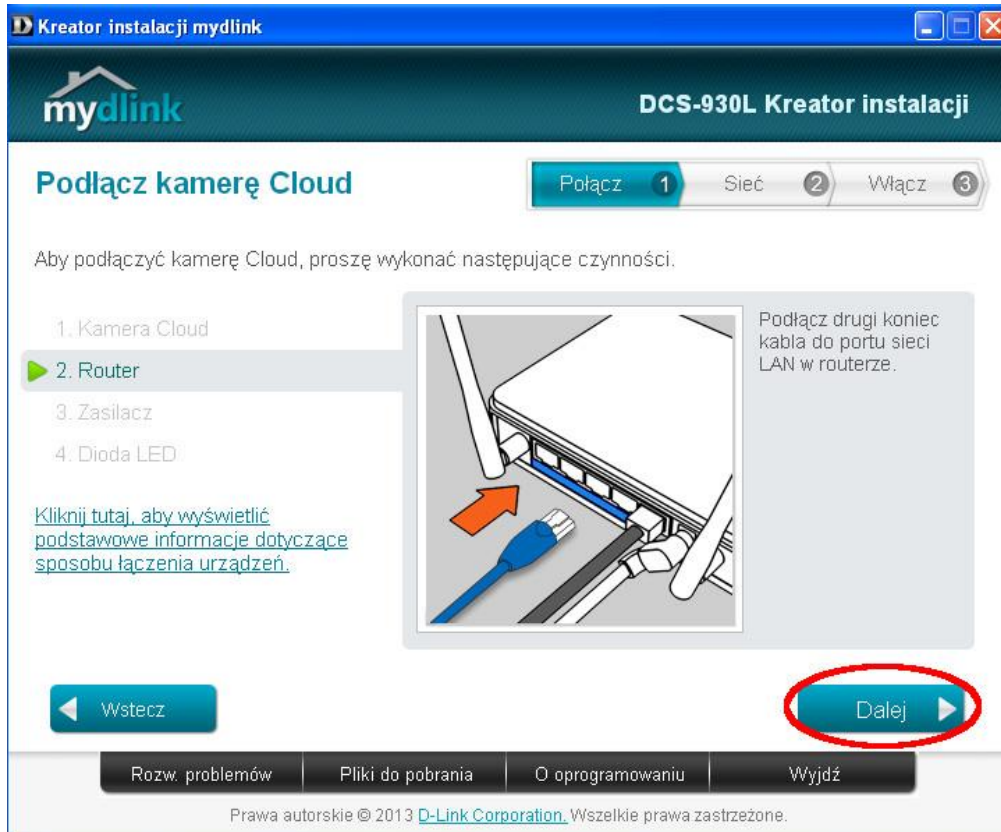 Kreator instalacji mydlink
mydlink
DCS-930L Kreator instalacji
Podłącz kamerę Cloud
Połącz 1 Sieć 2 Włącz 3
Aby podłączyć kamerę Cloud, proszę wykonać następujące czynności.
1. Kamera Cloud
2. Router
3. Zasilacz
4. Dioda LED
Kliknij tutaj, aby wyświetlić
podstawowe informacje dotyczące
sposobu łączenia urządzeń.
Podłącz drugi koniec
kabla do portu sieci
LAN w routerze.
Wstecz
Dalej
Rozw. problemów
Pliki do pobrania
O oprogramowaniu
Wyjdź
Prawa autorskie © 2013 D-Link Corporation. Wszelkie prawa zastrzeżone.